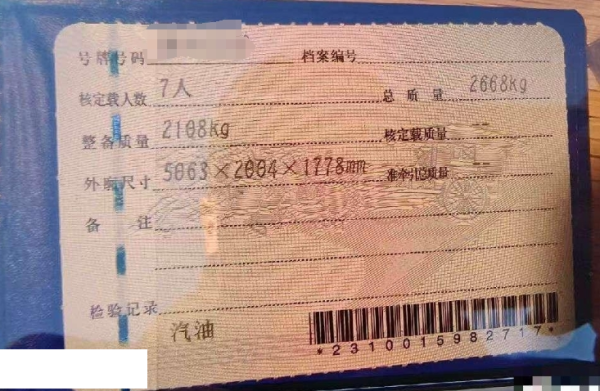 号牌号码 档案编号
核定载人数 7人 总质量 2668kg
整备质量 2108kg 核定载质量 --
外廓尺寸 5063×2004×1778mm 准牵引总质量 --
备注
检验记录 汽油
*2310015982717*